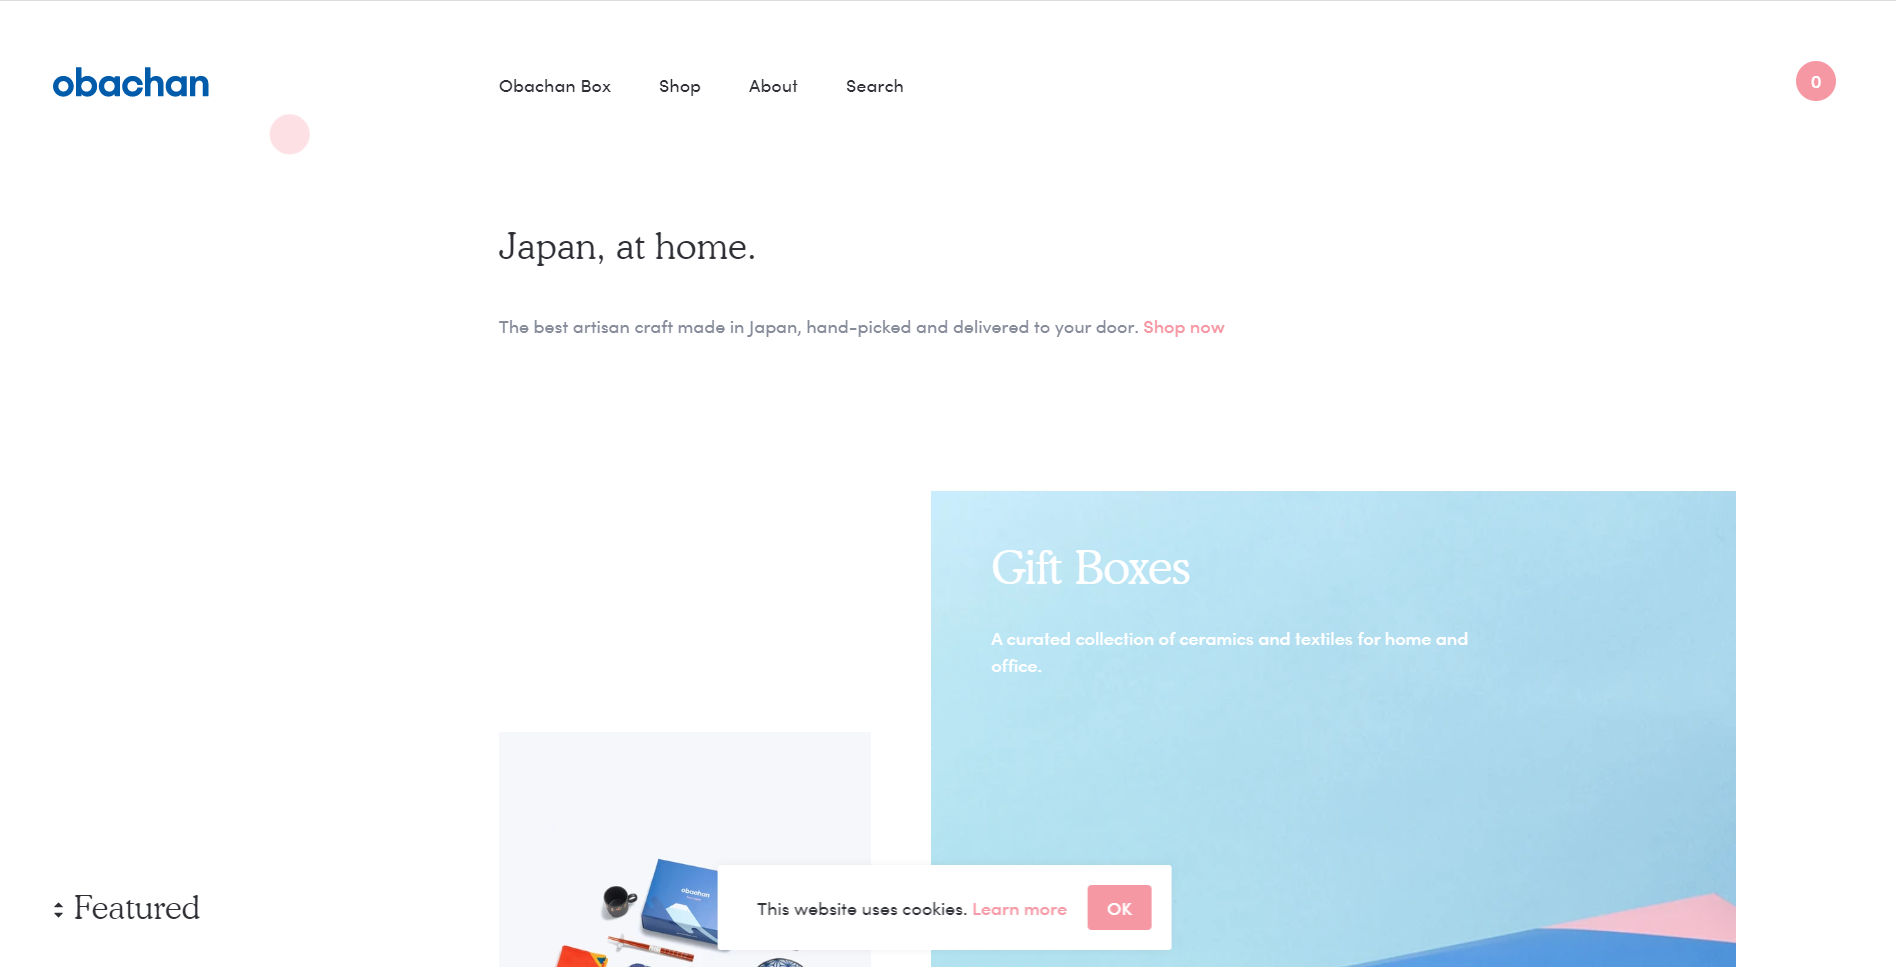 obachan
Obachan Box
Shop
About
Search
0
Japan, at home.
The best artisan craft made in Japan, hand-picked and delivered to your door. Shop now
Gift Boxes
A curated collection of ceramics and textiles for home and
office.
obachan
Featured
This website uses cookies. Learn more
OK